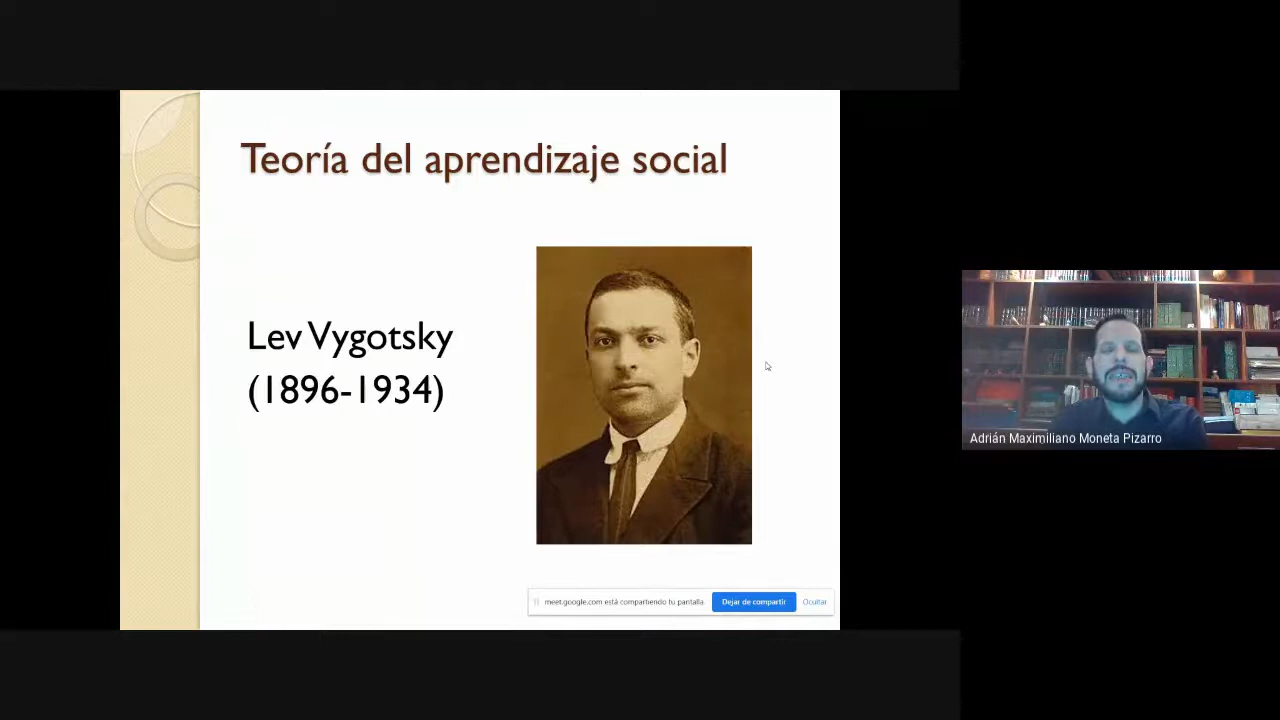 Teoría del aprendizaje social
Lev Vygotsky
(1896-1934)
meet.google.com está compartiendo tu pantalla.
Dejar de compartir
Ocultar
Adrián Maximiliano Moneta Pizarro